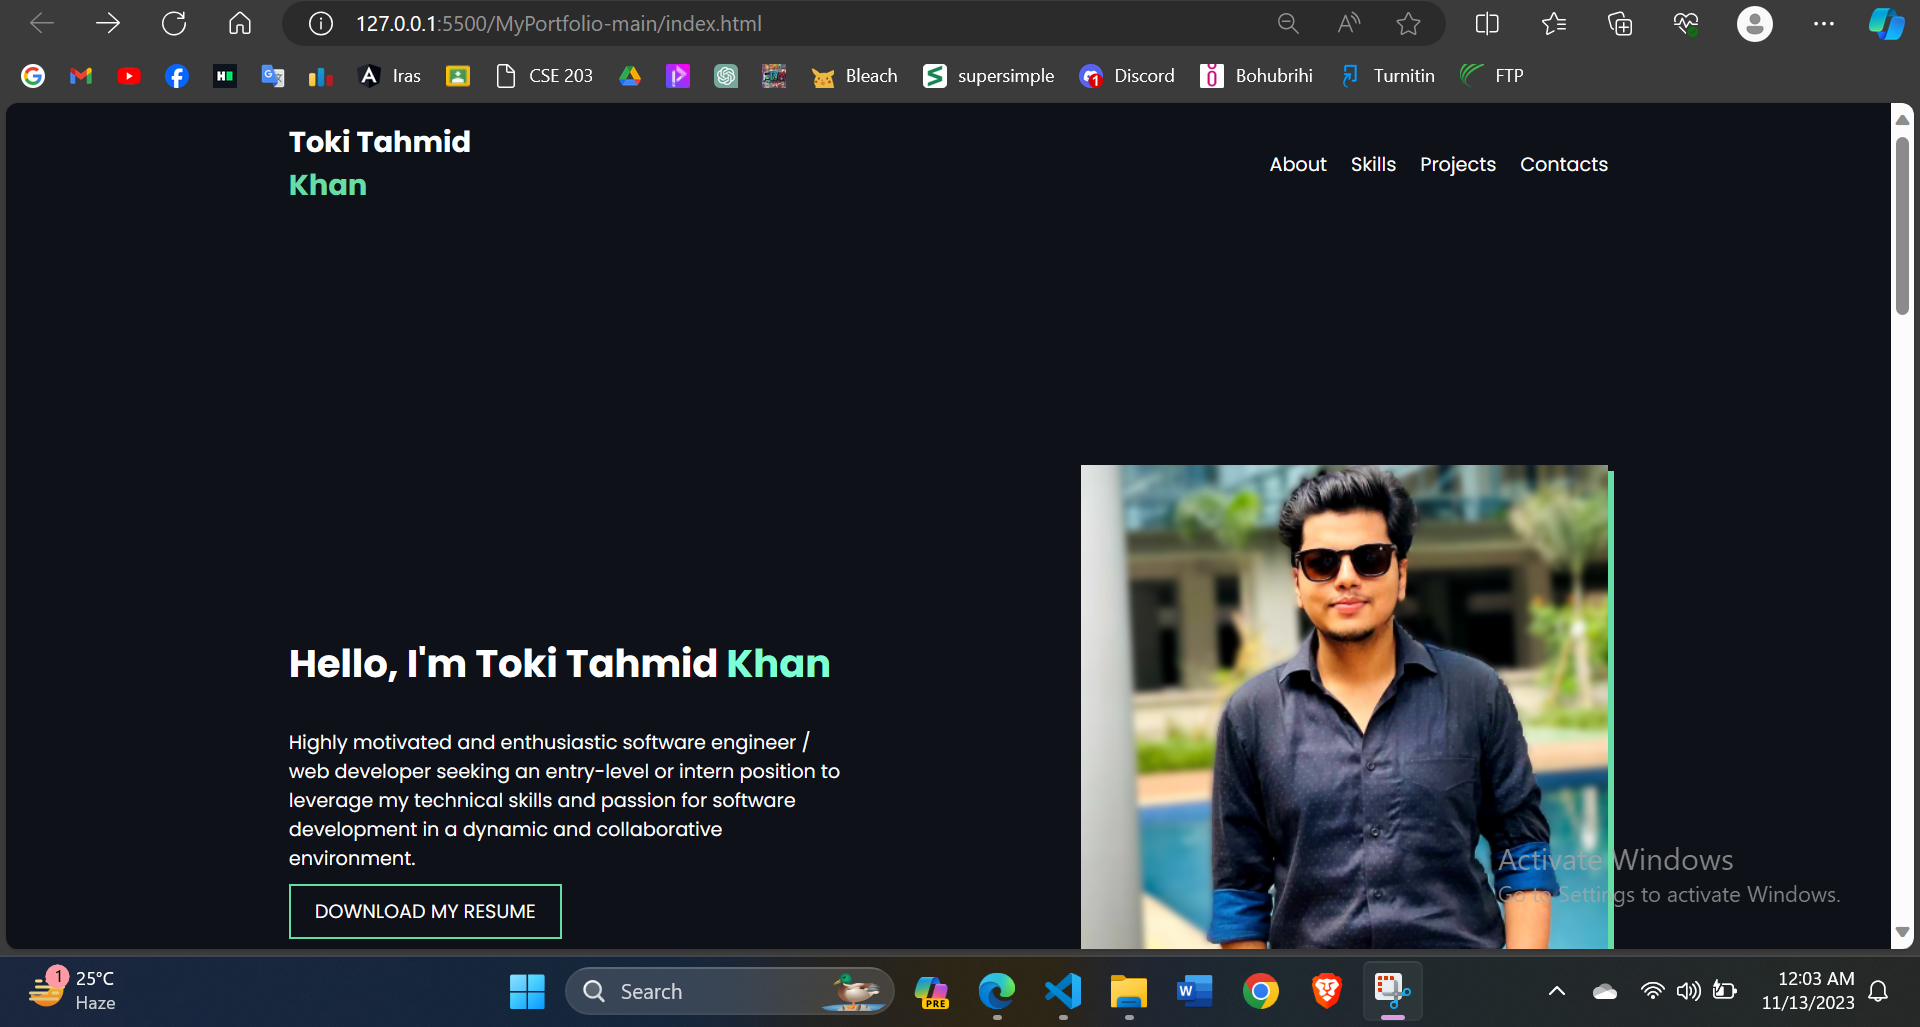 127.0.0.1:5500/MyPortfolio-main/index.html
Iras
CSE 203
Bleach
supersimple
1
Discord
Bohubrihi
Turnitin
FTP
Toki Tahmid
Khan
About Skills Projects Contacts
Hello, I'm Toki Tahmid Khan
Highly motivated and enthusiastic software engineer /
web developer seeking an entry-level or intern position to
leverage my technical skills and passion for software
development in a dynamic and collaborative
environment.
DOWNLOAD MY RESUME
Activate Windows
Go to Settings to activate Windows.
1
25°C
Haze
Search
PRE
W
12:03 AM
11/13/2023